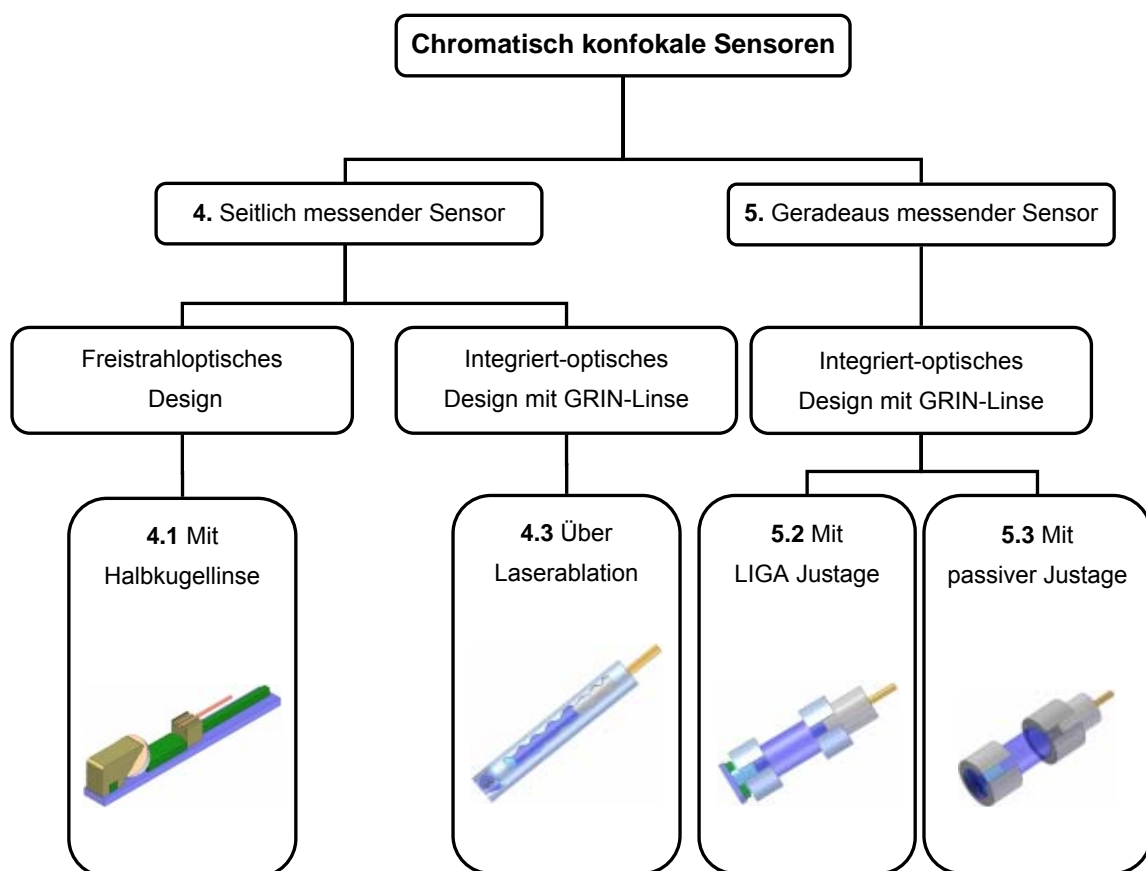 Chromatisch konfokale Sensoren
4. Seitlich messender Sensor
5. Geradeaus messender Sensor
Freistrahloptisches
Design
Integriert-optisches
Design mit GRIN-Linse
Integriert-optisches
Design mit GRIN-Linse
4.1 Mit
Halbkugellinse
4.3 Über
Laserablation
5.2 Mit
LIGA Justage
5.3 Mit
passiver Justage